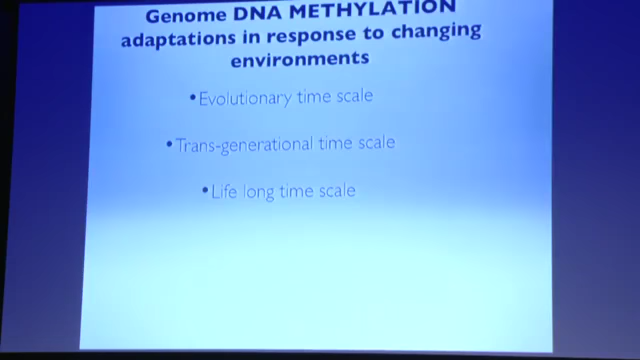 Genome DNA METHYLATION
adaptations in response to changing
environments
•Evolutionary time scale
•Trans-generational time scale
•Life long time scale